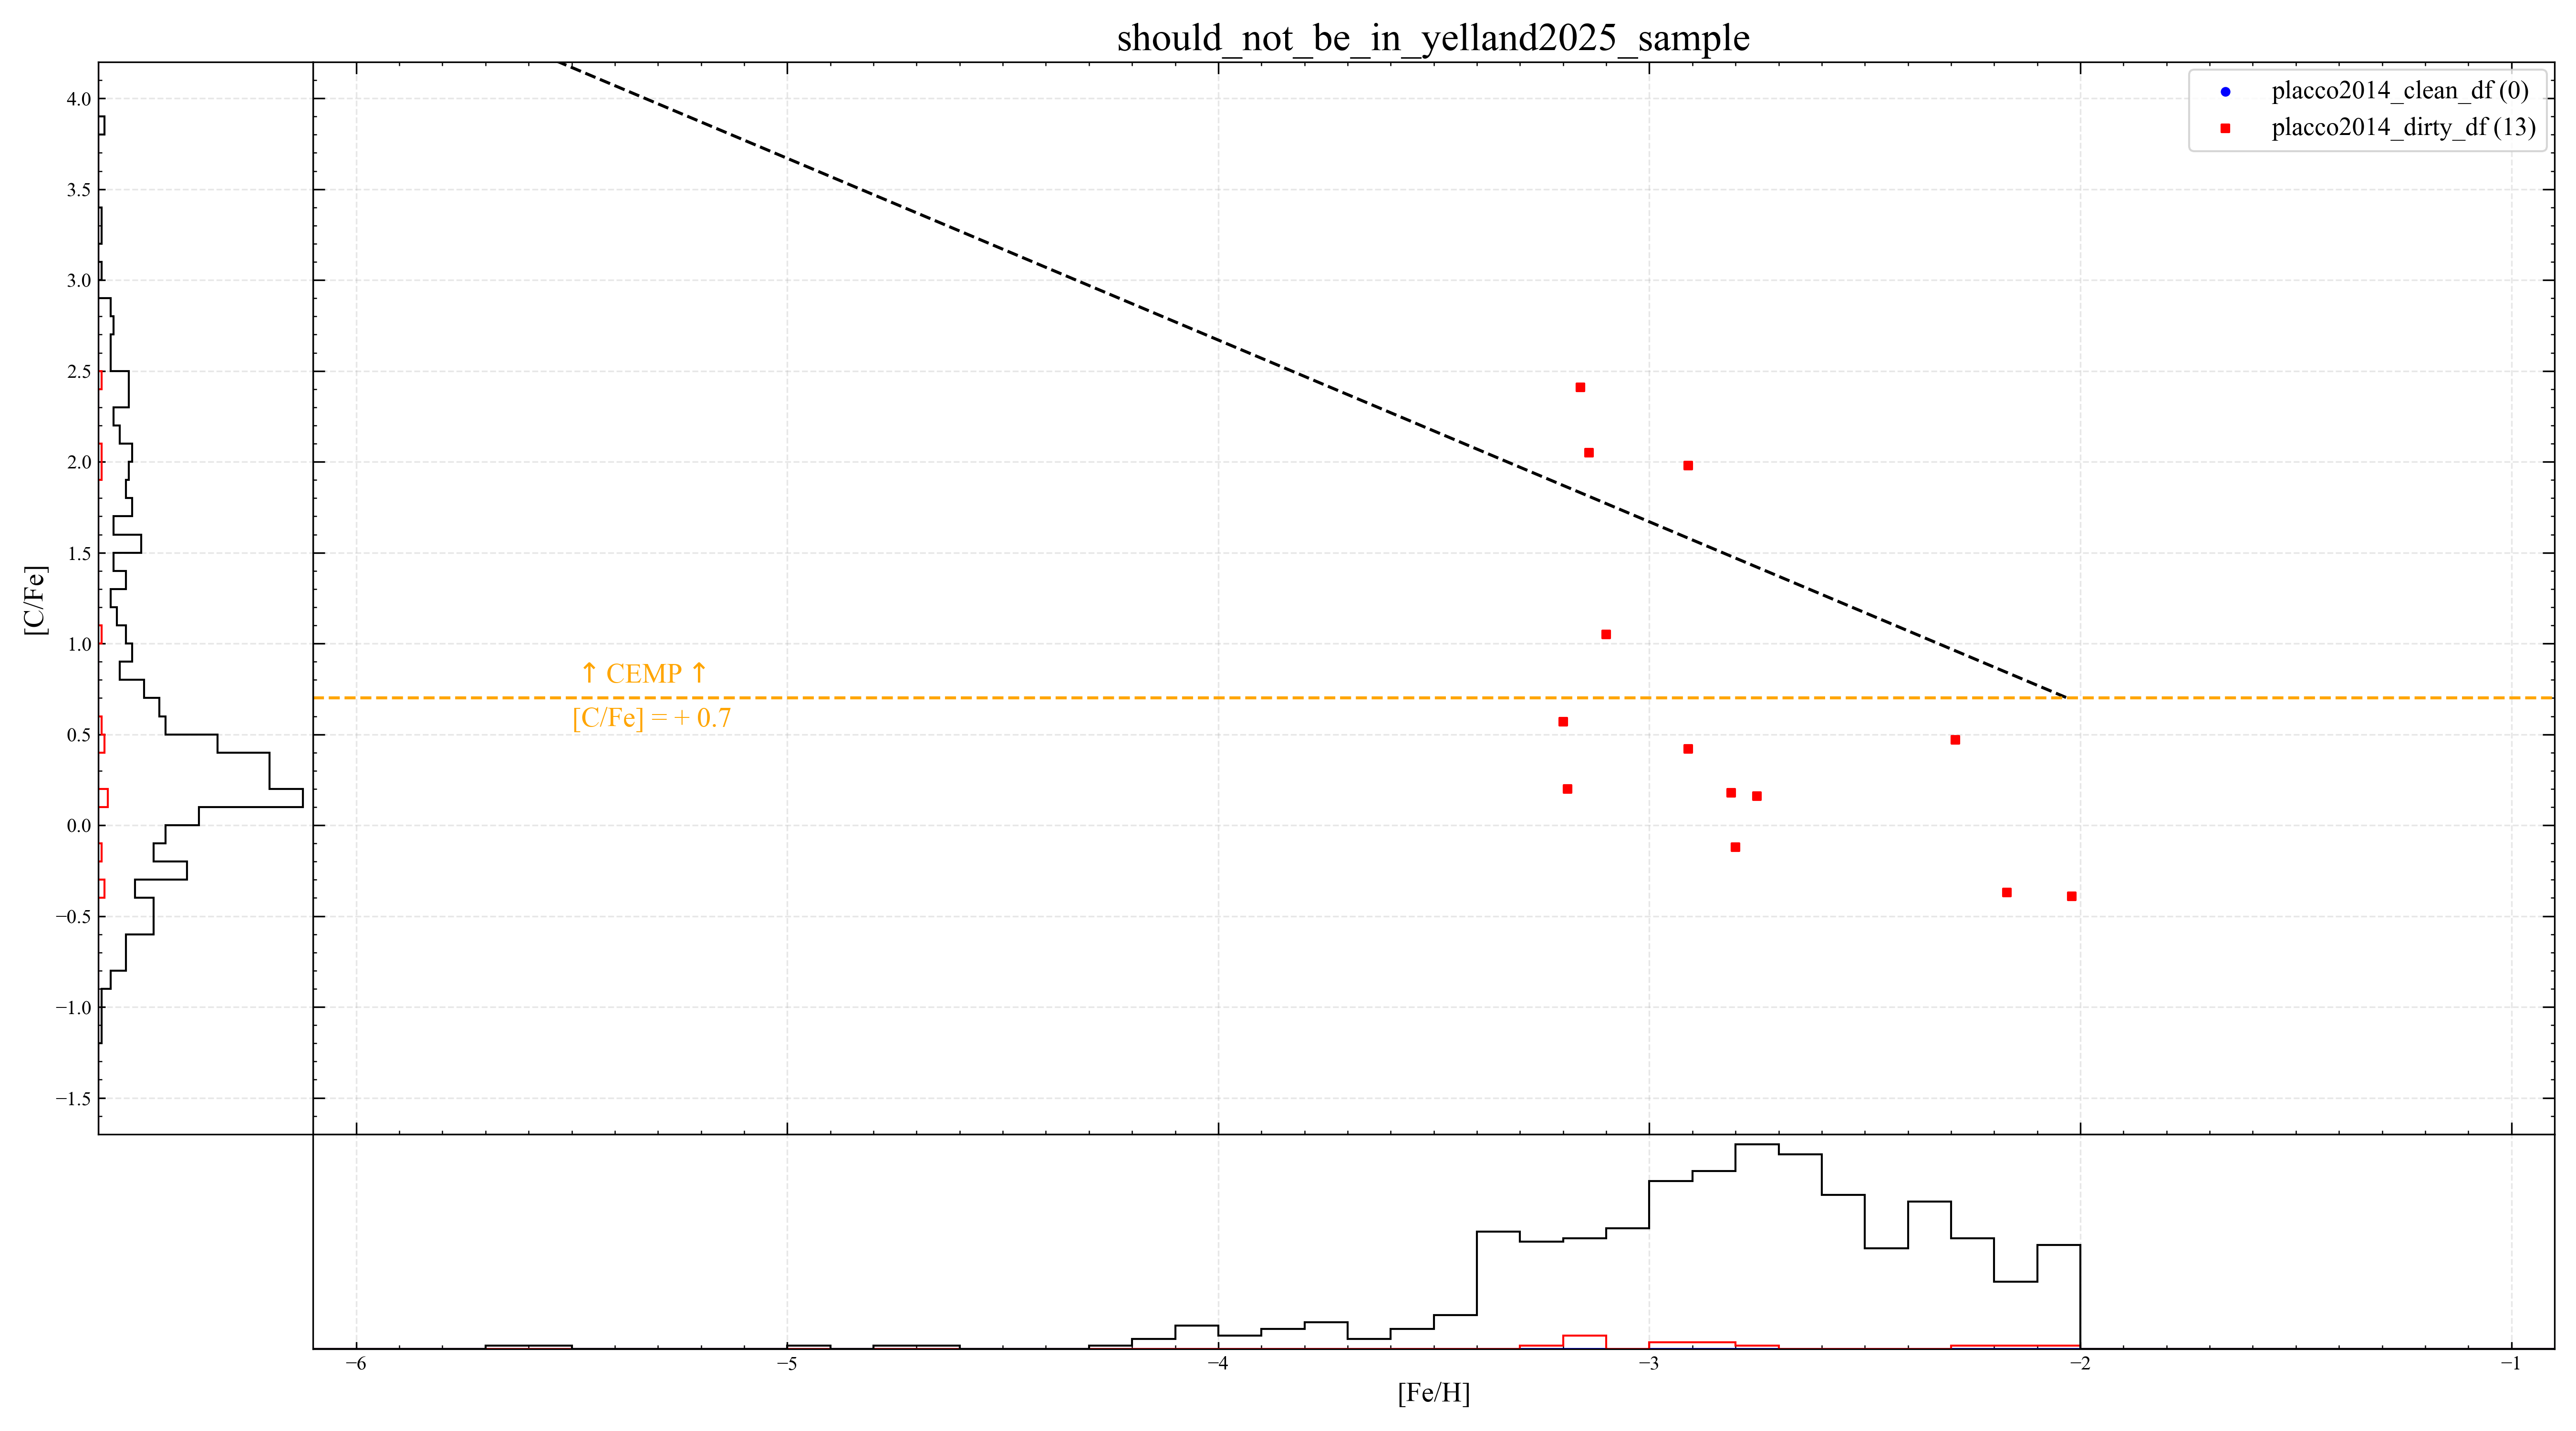 should_not_be_in_yelland2025_sample
placco2014_clean_df (0)
placco2014_dirty_df (13)
4.0
3.5
3.0
2.5
2.0
1.5
1.0
0.5
0.0
−0.5
−1.0
−1.5
[C/Fe]
↑ CEMP ↑
[C/Fe] = + 0.7
−6
−5
−4
−3
−2
−1
[Fe/H]